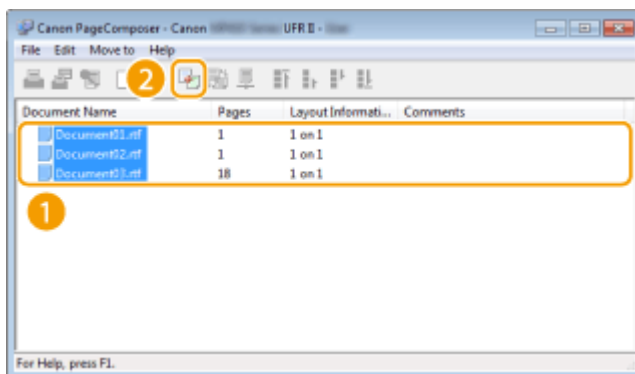 Canon PageComposer - Canon UFR II -
File Edit Move to Help
2
Document Name Pages Layout Informati... Comments
Document01.rtf 1 1 on 1
Document02.rtf 1 1 on 1
Document03.rtf 18 1 on 1
1
For Help, press F1.